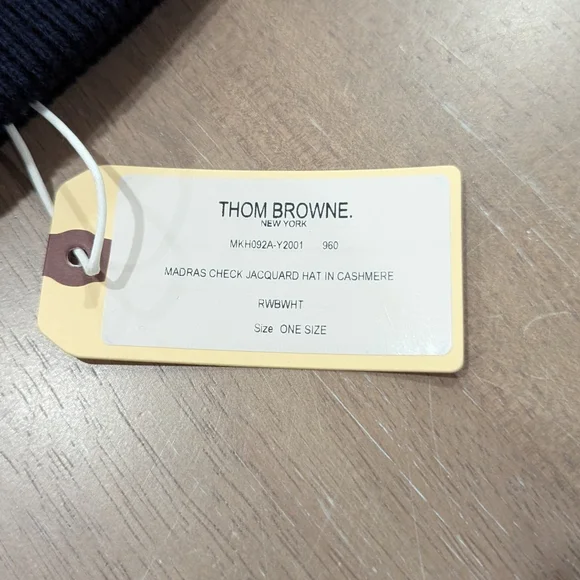 THOM BROWNE.
NEW YORK
MKH092A-Y2001 960
MADRAS CHECK JACQUARD HAT IN CASHMERE
RWBWHT
Size ONE SIZE